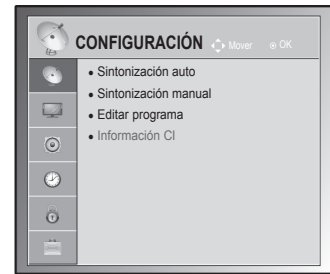 CONFIGURACIÓN Mover OK
• Sintonización auto
• Sintonización manual
• Editar programa
• Información CI